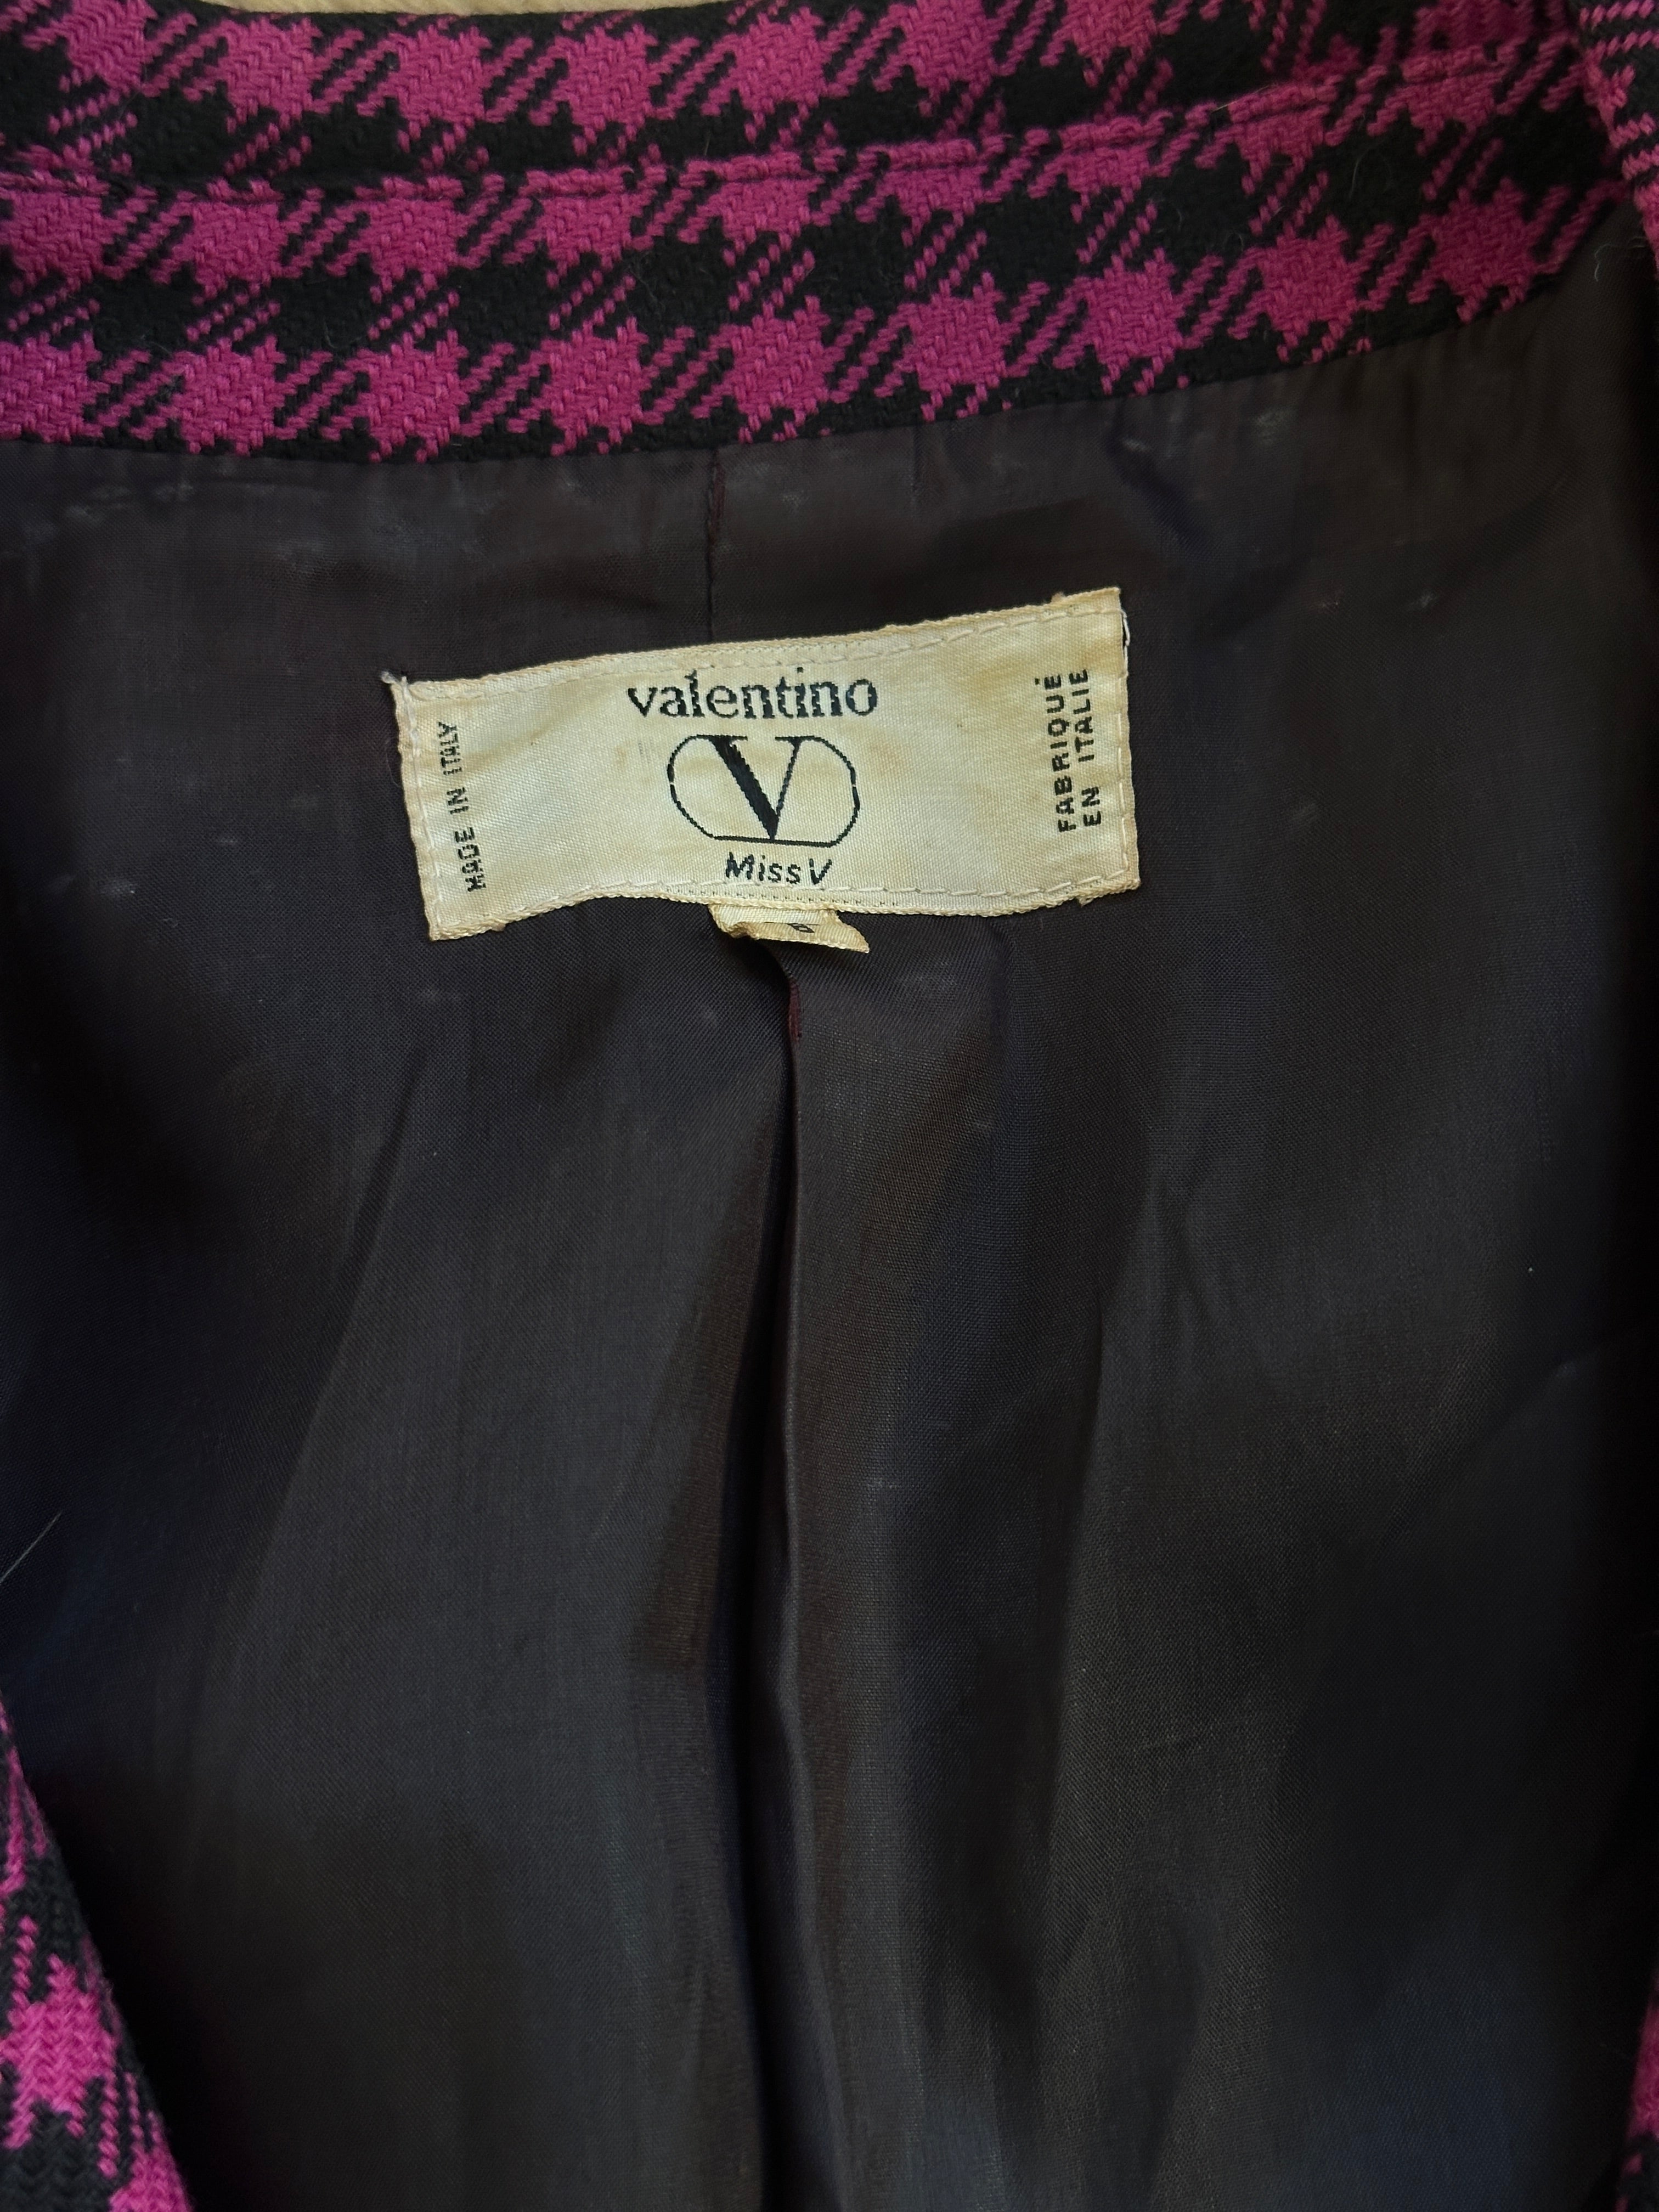 valentino
V
Miss V
MADE IN ITALY
FABRIQUÉ
EN ITALIE